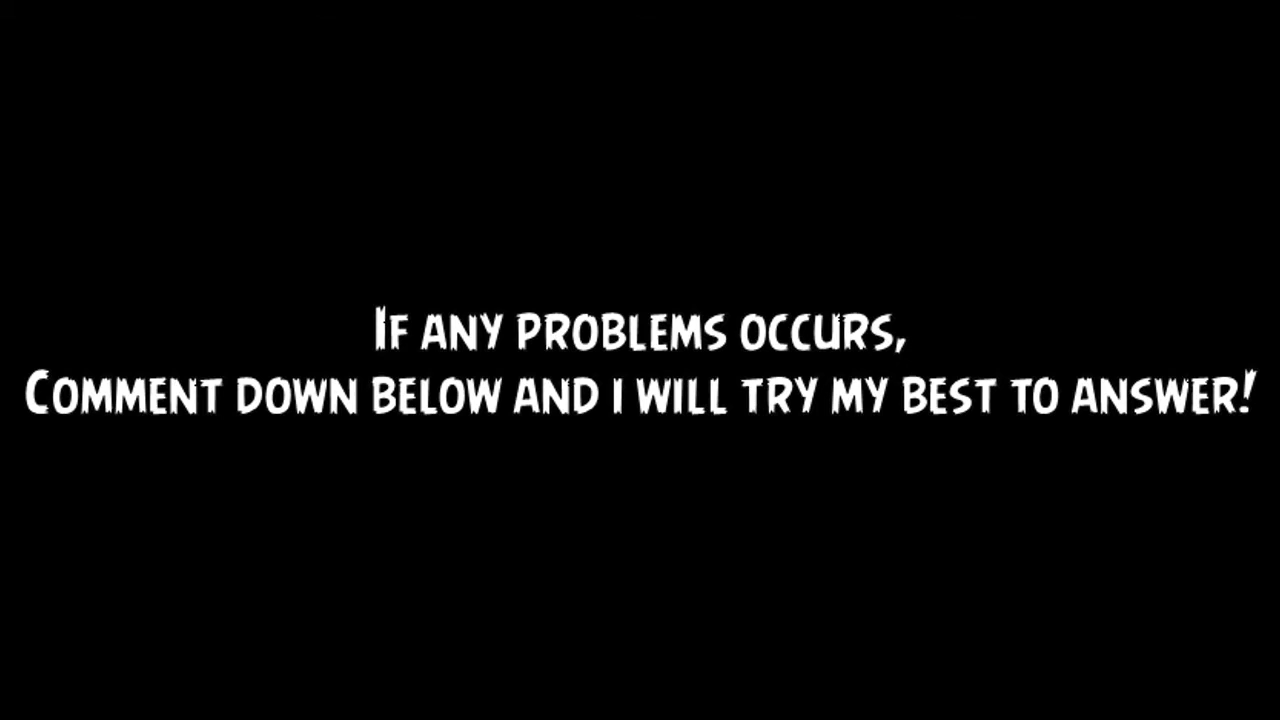 If any problems occurs,
Comment down below and i will try my best to answer!